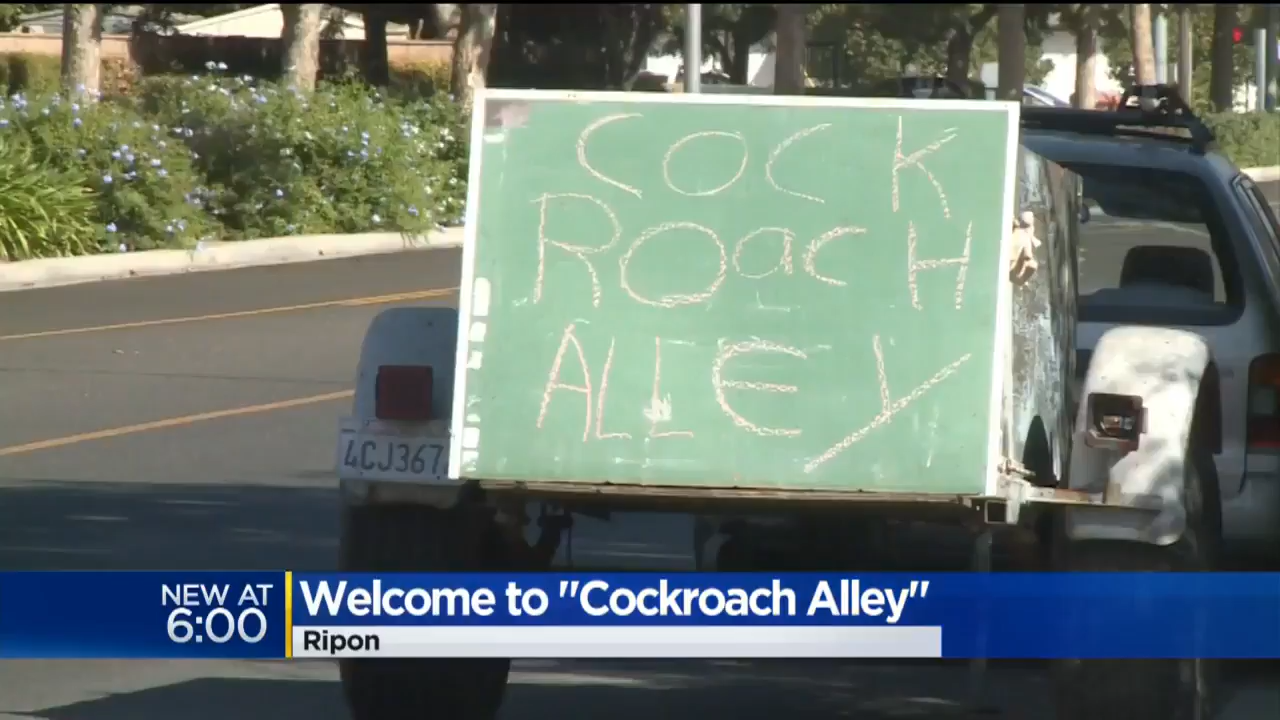 COCK
ROacH
ALLEY
4CJ367
NEW AT
6:00
Welcome to "Cockroach Alley"
Ripon